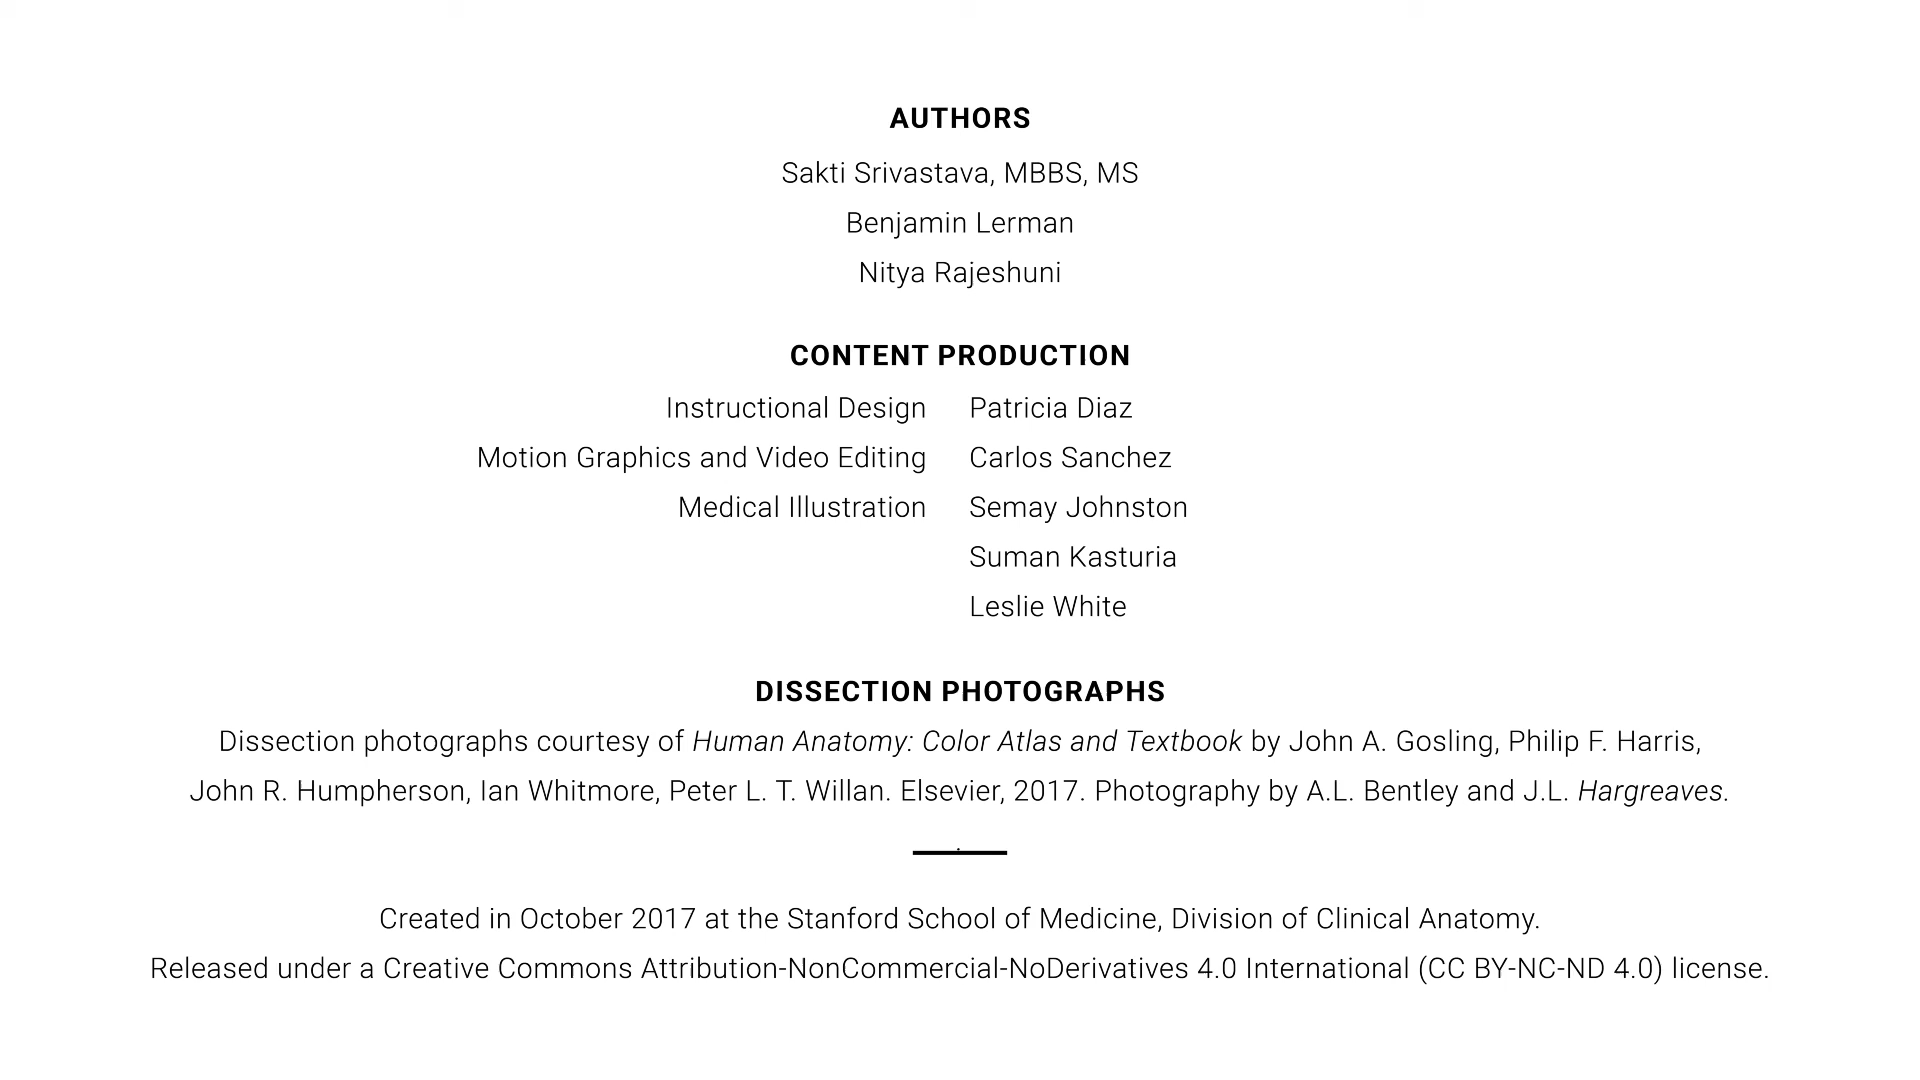 AUTHORS
Sakti Srivastava, MBBS, MS
Benjamin Lerman
Nitya Rajeshuni
CONTENT PRODUCTION
Instructional Design Patricia Diaz
Motion Graphics and Video Editing Carlos Sanchez
Medical Illustration Semay Johnston
Suman Kasturia
Leslie White
DISSECTION PHOTOGRAPHS
Dissection photographs courtesy of Human Anatomy: Color Atlas and Textbook by John A. Gosling, Philip F. Harris,
John R. Humpherson, Ian Whitmore, Peter L. T. Willan. Elsevier, 2017. Photography by A.L. Bentley and J.L. Hargreaves.
Created in October 2017 at the Stanford School of Medicine, Division of Clinical Anatomy.
Released under a Creative Commons Attribution-NonCommercial-NoDerivatives 4.0 International (CC BY-NC-ND 4.0) license.